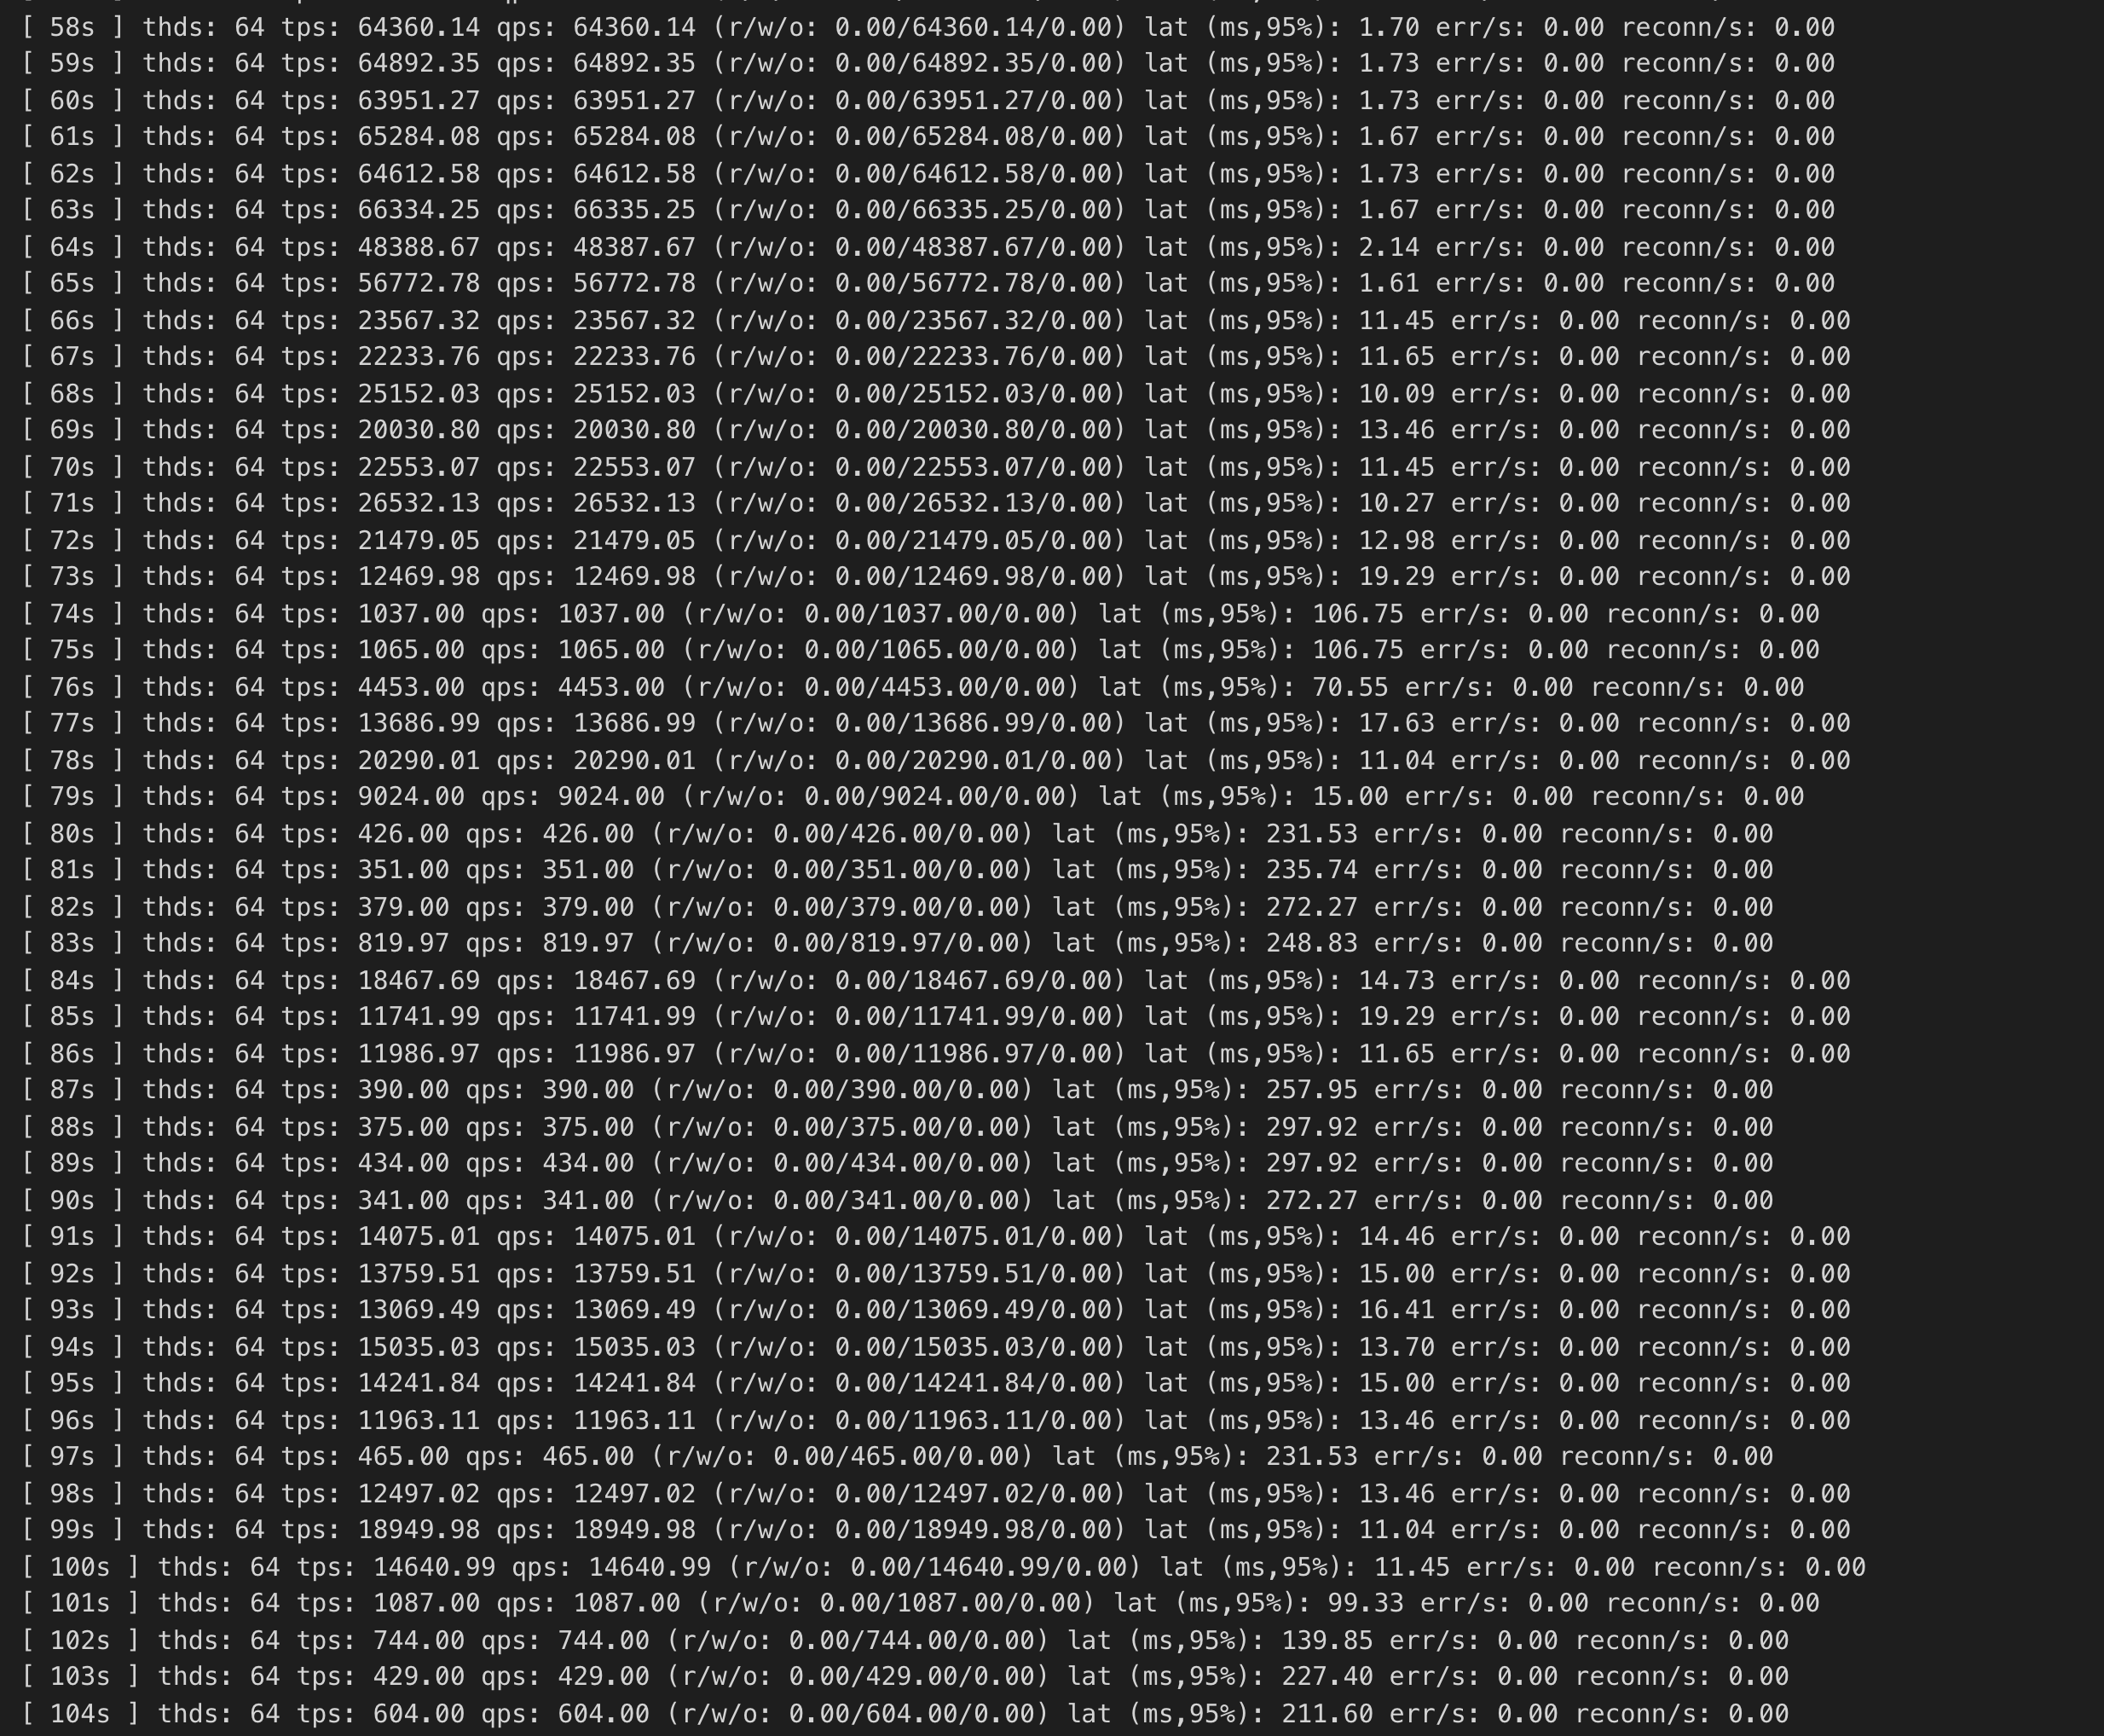 [ 58s ] thds: 64 tps: 64360.14 qps: 64360.14 (r/w/o: 0.00/64360.14/0.00) lat (ms,95%): 1.70 err/s: 0.00 reconn/s: 0.00
[ 59s ] thds: 64 tps: 64892.35 qps: 64892.35 (r/w/o: 0.00/64892.35/0.00) lat (ms,95%): 1.73 err/s: 0.00 reconn/s: 0.00
[ 60s ] thds: 64 tps: 63951.27 qps: 63951.27 (r/w/o: 0.00/63951.27/0.00) lat (ms,95%): 1.73 err/s: 0.00 reconn/s: 0.00
[ 61s ] thds: 64 tps: 65284.08 qps: 65284.08 (r/w/o: 0.00/65284.08/0.00) lat (ms,95%): 1.67 err/s: 0.00 reconn/s: 0.00
[ 62s ] thds: 64 tps: 64612.58 qps: 64612.58 (r/w/o: 0.00/64612.58/0.00) lat (ms,95%): 1.73 err/s: 0.00 reconn/s: 0.00
[ 63s ] thds: 64 tps: 66334.25 qps: 66335.25 (r/w/o: 0.00/66335.25/0.00) lat (ms,95%): 1.67 err/s: 0.00 reconn/s: 0.00
[ 64s ] thds: 64 tps: 48388.67 qps: 48387.67 (r/w/o: 0.00/48387.67/0.00) lat (ms,95%): 2.14 err/s: 0.00 reconn/s: 0.00
[ 65s ] thds: 64 tps: 56772.78 qps: 56772.78 (r/w/o: 0.00/56772.78/0.00) lat (ms,95%): 1.61 err/s: 0.00 reconn/s: 0.00
[ 66s ] thds: 64 tps: 23567.32 qps: 23567.32 (r/w/o: 0.00/23567.32/0.00) lat (ms,95%): 11.45 err/s: 0.00 reconn/s: 0.00
[ 67s ] thds: 64 tps: 22233.76 qps: 22233.76 (r/w/o: 0.00/22233.76/0.00) lat (ms,95%): 11.65 err/s: 0.00 reconn/s: 0.00
[ 68s ] thds: 64 tps: 25152.03 qps: 25152.03 (r/w/o: 0.00/25152.03/0.00) lat (ms,95%): 10.09 err/s: 0.00 reconn/s: 0.00
[ 69s ] thds: 64 tps: 20030.80 qps: 20030.80 (r/w/o: 0.00/20030.80/0.00) lat (ms,95%): 13.46 err/s: 0.00 reconn/s: 0.00
[ 70s ] thds: 64 tps: 22553.07 qps: 22553.07 (r/w/o: 0.00/22553.07/0.00) lat (ms,95%): 11.45 err/s: 0.00 reconn/s: 0.00
[ 71s ] thds: 64 tps: 26532.13 qps: 26532.13 (r/w/o: 0.00/26532.13/0.00) lat (ms,95%): 10.27 err/s: 0.00 reconn/s: 0.00
[ 72s ] thds: 64 tps: 21479.05 qps: 21479.05 (r/w/o: 0.00/21479.05/0.00) lat (ms,95%): 12.98 err/s: 0.00 reconn/s: 0.00
[ 73s ] thds: 64 tps: 12469.98 qps: 12469.98 (r/w/o: 0.00/12469.98/0.00) lat (ms,95%): 19.29 err/s: 0.00 reconn/s: 0.00
[ 74s ] thds: 64 tps: 1037.00 qps: 1037.00 (r/w/o: 0.00/1037.00/0.00) lat (ms,95%): 106.75 err/s: 0.00 reconn/s: 0.00
[ 75s ] thds: 64 tps: 1065.00 qps: 1065.00 (r/w/o: 0.00/1065.00/0.00) lat (ms,95%): 106.75 err/s: 0.00 reconn/s: 0.00
[ 76s ] thds: 64 tps: 4453.00 qps: 4453.00 (r/w/o: 0.00/4453.00/0.00) lat (ms,95%): 70.55 err/s: 0.00 reconn/s: 0.00
[ 77s ] thds: 64 tps: 13686.99 qps: 13686.99 (r/w/o: 0.00/13686.99/0.00) lat (ms,95%): 17.63 err/s: 0.00 reconn/s: 0.00
[ 78s ] thds: 64 tps: 20290.01 qps: 20290.01 (r/w/o: 0.00/20290.01/0.00) lat (ms,95%): 11.04 err/s: 0.00 reconn/s: 0.00
[ 79s ] thds: 64 tps: 9024.00 qps: 9024.00 (r/w/o: 0.00/9024.00/0.00) lat (ms,95%): 15.00 err/s: 0.00 reconn/s: 0.00
[ 80s ] thds: 64 tps: 426.00 qps: 426.00 (r/w/o: 0.00/426.00/0.00) lat (ms,95%): 231.53 err/s: 0.00 reconn/s: 0.00
[ 81s ] thds: 64 tps: 351.00 qps: 351.00 (r/w/o: 0.00/351.00/0.00) lat (ms,95%): 235.74 err/s: 0.00 reconn/s: 0.00
[ 82s ] thds: 64 tps: 379.00 qps: 379.00 (r/w/o: 0.00/379.00/0.00) lat (ms,95%): 272.27 err/s: 0.00 reconn/s: 0.00
[ 83s ] thds: 64 tps: 819.97 qps: 819.97 (r/w/o: 0.00/819.97/0.00) lat (ms,95%): 248.83 err/s: 0.00 reconn/s: 0.00
[ 84s ] thds: 64 tps: 18467.69 qps: 18467.69 (r/w/o: 0.00/18467.69/0.00) lat (ms,95%): 14.73 err/s: 0.00 reconn/s: 0.00
[ 85s ] thds: 64 tps: 11741.99 qps: 11741.99 (r/w/o: 0.00/11741.99/0.00) lat (ms,95%): 19.29 err/s: 0.00 reconn/s: 0.00
[ 86s ] thds: 64 tps: 11986.97 qps: 11986.97 (r/w/o: 0.00/11986.97/0.00) lat (ms,95%): 11.65 err/s: 0.00 reconn/s: 0.00
[ 87s ] thds: 64 tps: 390.00 qps: 390.00 (r/w/o: 0.00/390.00/0.00) lat (ms,95%): 257.95 err/s: 0.00 reconn/s: 0.00
[ 88s ] thds: 64 tps: 375.00 qps: 375.00 (r/w/o: 0.00/375.00/0.00) lat (ms,95%): 297.92 err/s: 0.00 reconn/s: 0.00
[ 89s ] thds: 64 tps: 434.00 qps: 434.00 (r/w/o: 0.00/434.00/0.00) lat (ms,95%): 297.92 err/s: 0.00 reconn/s: 0.00
[ 90s ] thds: 64 tps: 341.00 qps: 341.00 (r/w/o: 0.00/341.00/0.00) lat (ms,95%): 272.27 err/s: 0.00 reconn/s: 0.00
[ 91s ] thds: 64 tps: 14075.01 qps: 14075.01 (r/w/o: 0.00/14075.01/0.00) lat (ms,95%): 14.46 err/s: 0.00 reconn/s: 0.00
[ 92s ] thds: 64 tps: 13759.51 qps: 13759.51 (r/w/o: 0.00/13759.51/0.00) lat (ms,95%): 15.00 err/s: 0.00 reconn/s: 0.00
[ 93s ] thds: 64 tps: 13069.49 qps: 13069.49 (r/w/o: 0.00/13069.49/0.00) lat (ms,95%): 16.41 err/s: 0.00 reconn/s: 0.00
[ 94s ] thds: 64 tps: 15035.03 qps: 15035.03 (r/w/o: 0.00/15035.03/0.00) lat (ms,95%): 13.70 err/s: 0.00 reconn/s: 0.00
[ 95s ] thds: 64 tps: 14241.84 qps: 14241.84 (r/w/o: 0.00/14241.84/0.00) lat (ms,95%): 15.00 err/s: 0.00 reconn/s: 0.00
[ 96s ] thds: 64 tps: 11963.11 qps: 11963.11 (r/w/o: 0.00/11963.11/0.00) lat (ms,95%): 13.46 err/s: 0.00 reconn/s: 0.00
[ 97s ] thds: 64 tps: 465.00 qps: 465.00 (r/w/o: 0.00/465.00/0.00) lat (ms,95%): 231.53 err/s: 0.00 reconn/s: 0.00
[ 98s ] thds: 64 tps: 12497.02 qps: 12497.02 (r/w/o: 0.00/12497.02/0.00) lat (ms,95%): 13.46 err/s: 0.00 reconn/s: 0.00
[ 99s ] thds: 64 tps: 18949.98 qps: 18949.98 (r/w/o: 0.00/18949.98/0.00) lat (ms,95%): 11.04 err/s: 0.00 reconn/s: 0.00
[ 100s ] thds: 64 tps: 14640.99 qps: 14640.99 (r/w/o: 0.00/14640.99/0.00) lat (ms,95%): 11.45 err/s: 0.00 reconn/s: 0.00
[ 101s ] thds: 64 tps: 1087.00 qps: 1087.00 (r/w/o: 0.00/1087.00/0.00) lat (ms,95%): 99.33 err/s: 0.00 reconn/s: 0.00
[ 102s ] thds: 64 tps: 744.00 qps: 744.00 (r/w/o: 0.00/744.00/0.00) lat (ms,95%): 139.85 err/s: 0.00 reconn/s: 0.00
[ 103s ] thds: 64 tps: 429.00 qps: 429.00 (r/w/o: 0.00/429.00/0.00) lat (ms,95%): 227.40 err/s: 0.00 reconn/s: 0.00
[ 104s ] thds: 64 tps: 604.00 qps: 604.00 (r/w/o: 0.00/604.00/0.00) lat (ms,95%): 211.60 err/s: 0.00 reconn/s: 0.00